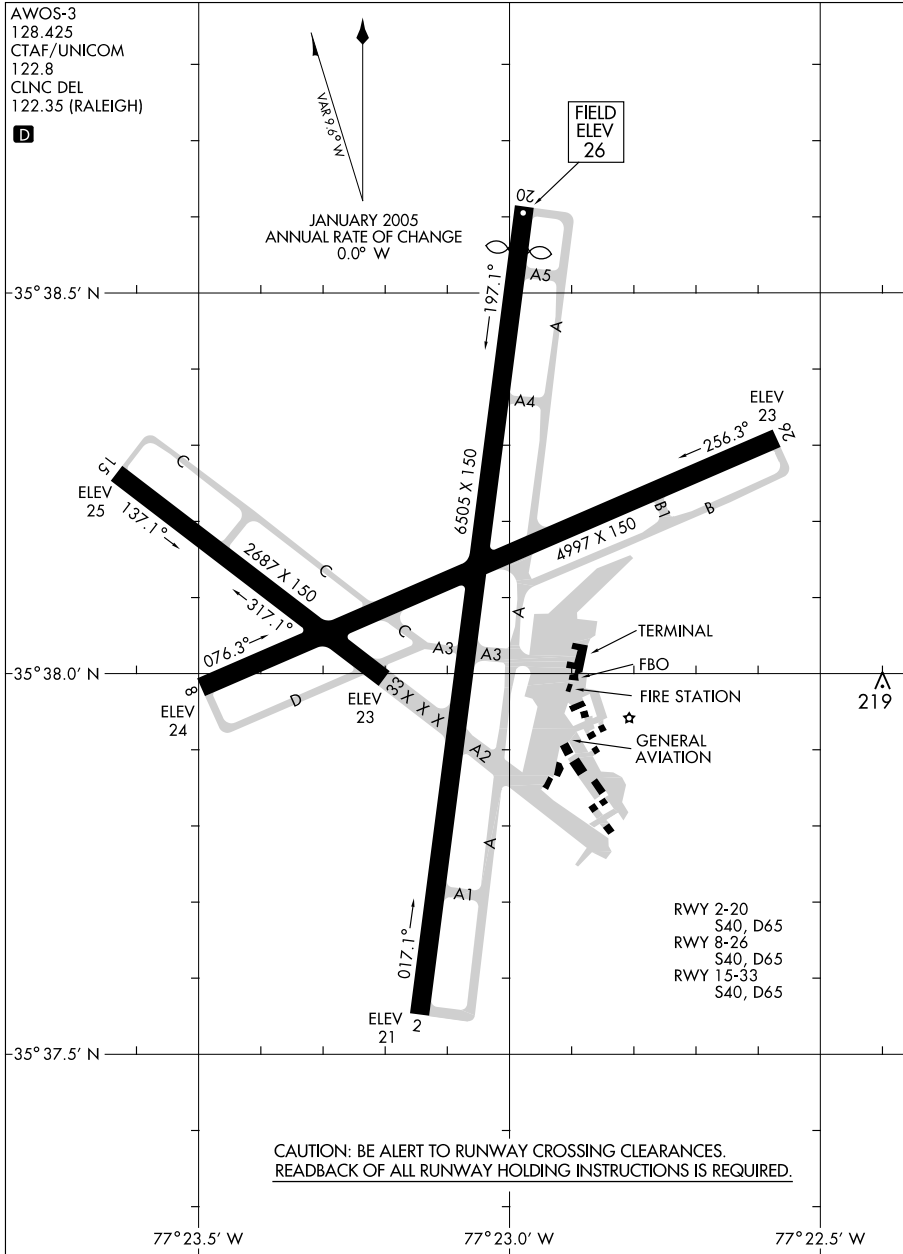 AWOS-3
128.425
CTAF/UNICOM
122.8
CLNC DEL
122.35 (RALEIGH)
D
VAR 9.6° W
JANUARY 2005
ANNUAL RATE OF CHANGE
0.0° W
FIELD
ELEV
26
20
197.1°
A5
A
A4
35°38.5' N
ELEV
23
26
256.3°
6505 X 150
4997 X 150
B1
B
15
ELEV
25
137.1°
C
2687 X 150
C
317.1°
C
A
076.3°
A3
A3
TERMINAL
FBO
FIRE STATION
GENERAL
AVIATION
35°38.0' N
8
ELEV
24
D
33
ELEV
23
X X X
A2
219
A
A1
017.1°
ELEV
21
2
RWY 2-20
S40, D65
RWY 8-26
S40, D65
RWY 15-33
S40, D65
35°37.5' N
CAUTION: BE ALERT TO RUNWAY CROSSING CLEARANCES.
READBACK OF ALL RUNWAY HOLDING INSTRUCTIONS IS REQUIRED.
77°23.5' W
77°23.0' W
77°22.5' W